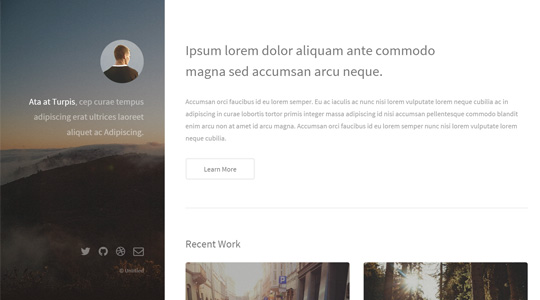 Ata at Turpis, cep curae tempus
adipiscing erat ultrices laoreet
aliquet ac Adipiscing.
© Untitled
Ipsum lorem dolor aliquam ante commodo
magna sed accumsan arcu neque.
Accumsan orci faucibus id eu lorem semper. Eu ac iaculis ac nunc nisi lorem vulputate lorem neque cubilia ac in
adipiscing in curae lobortis tortor primis integer massa adipiscing id nisi accumsan pellentesque commodo blandit
enim arcu non at amet id arcu magna. Accumsan orci faucibus id eu lorem semper nunc nisi lorem vulputate lorem
neque cubilia.
Learn More
Recent Work